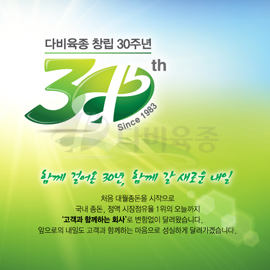 다비육종 창립 30주년
30th
Since 1983
다비육종
함께 걸어온 30년, 함께 갈 새로운 내일
처음 대월종돈을 시작으로
국내 종돈, 정액 시장점유율 1위의 오늘까지
'고객과 함께하는 회사'로 변함없이 달려왔습니다.
앞으로의 내일도 고객과 함께하는 마음으로 성실하게 달려가겠습니다.